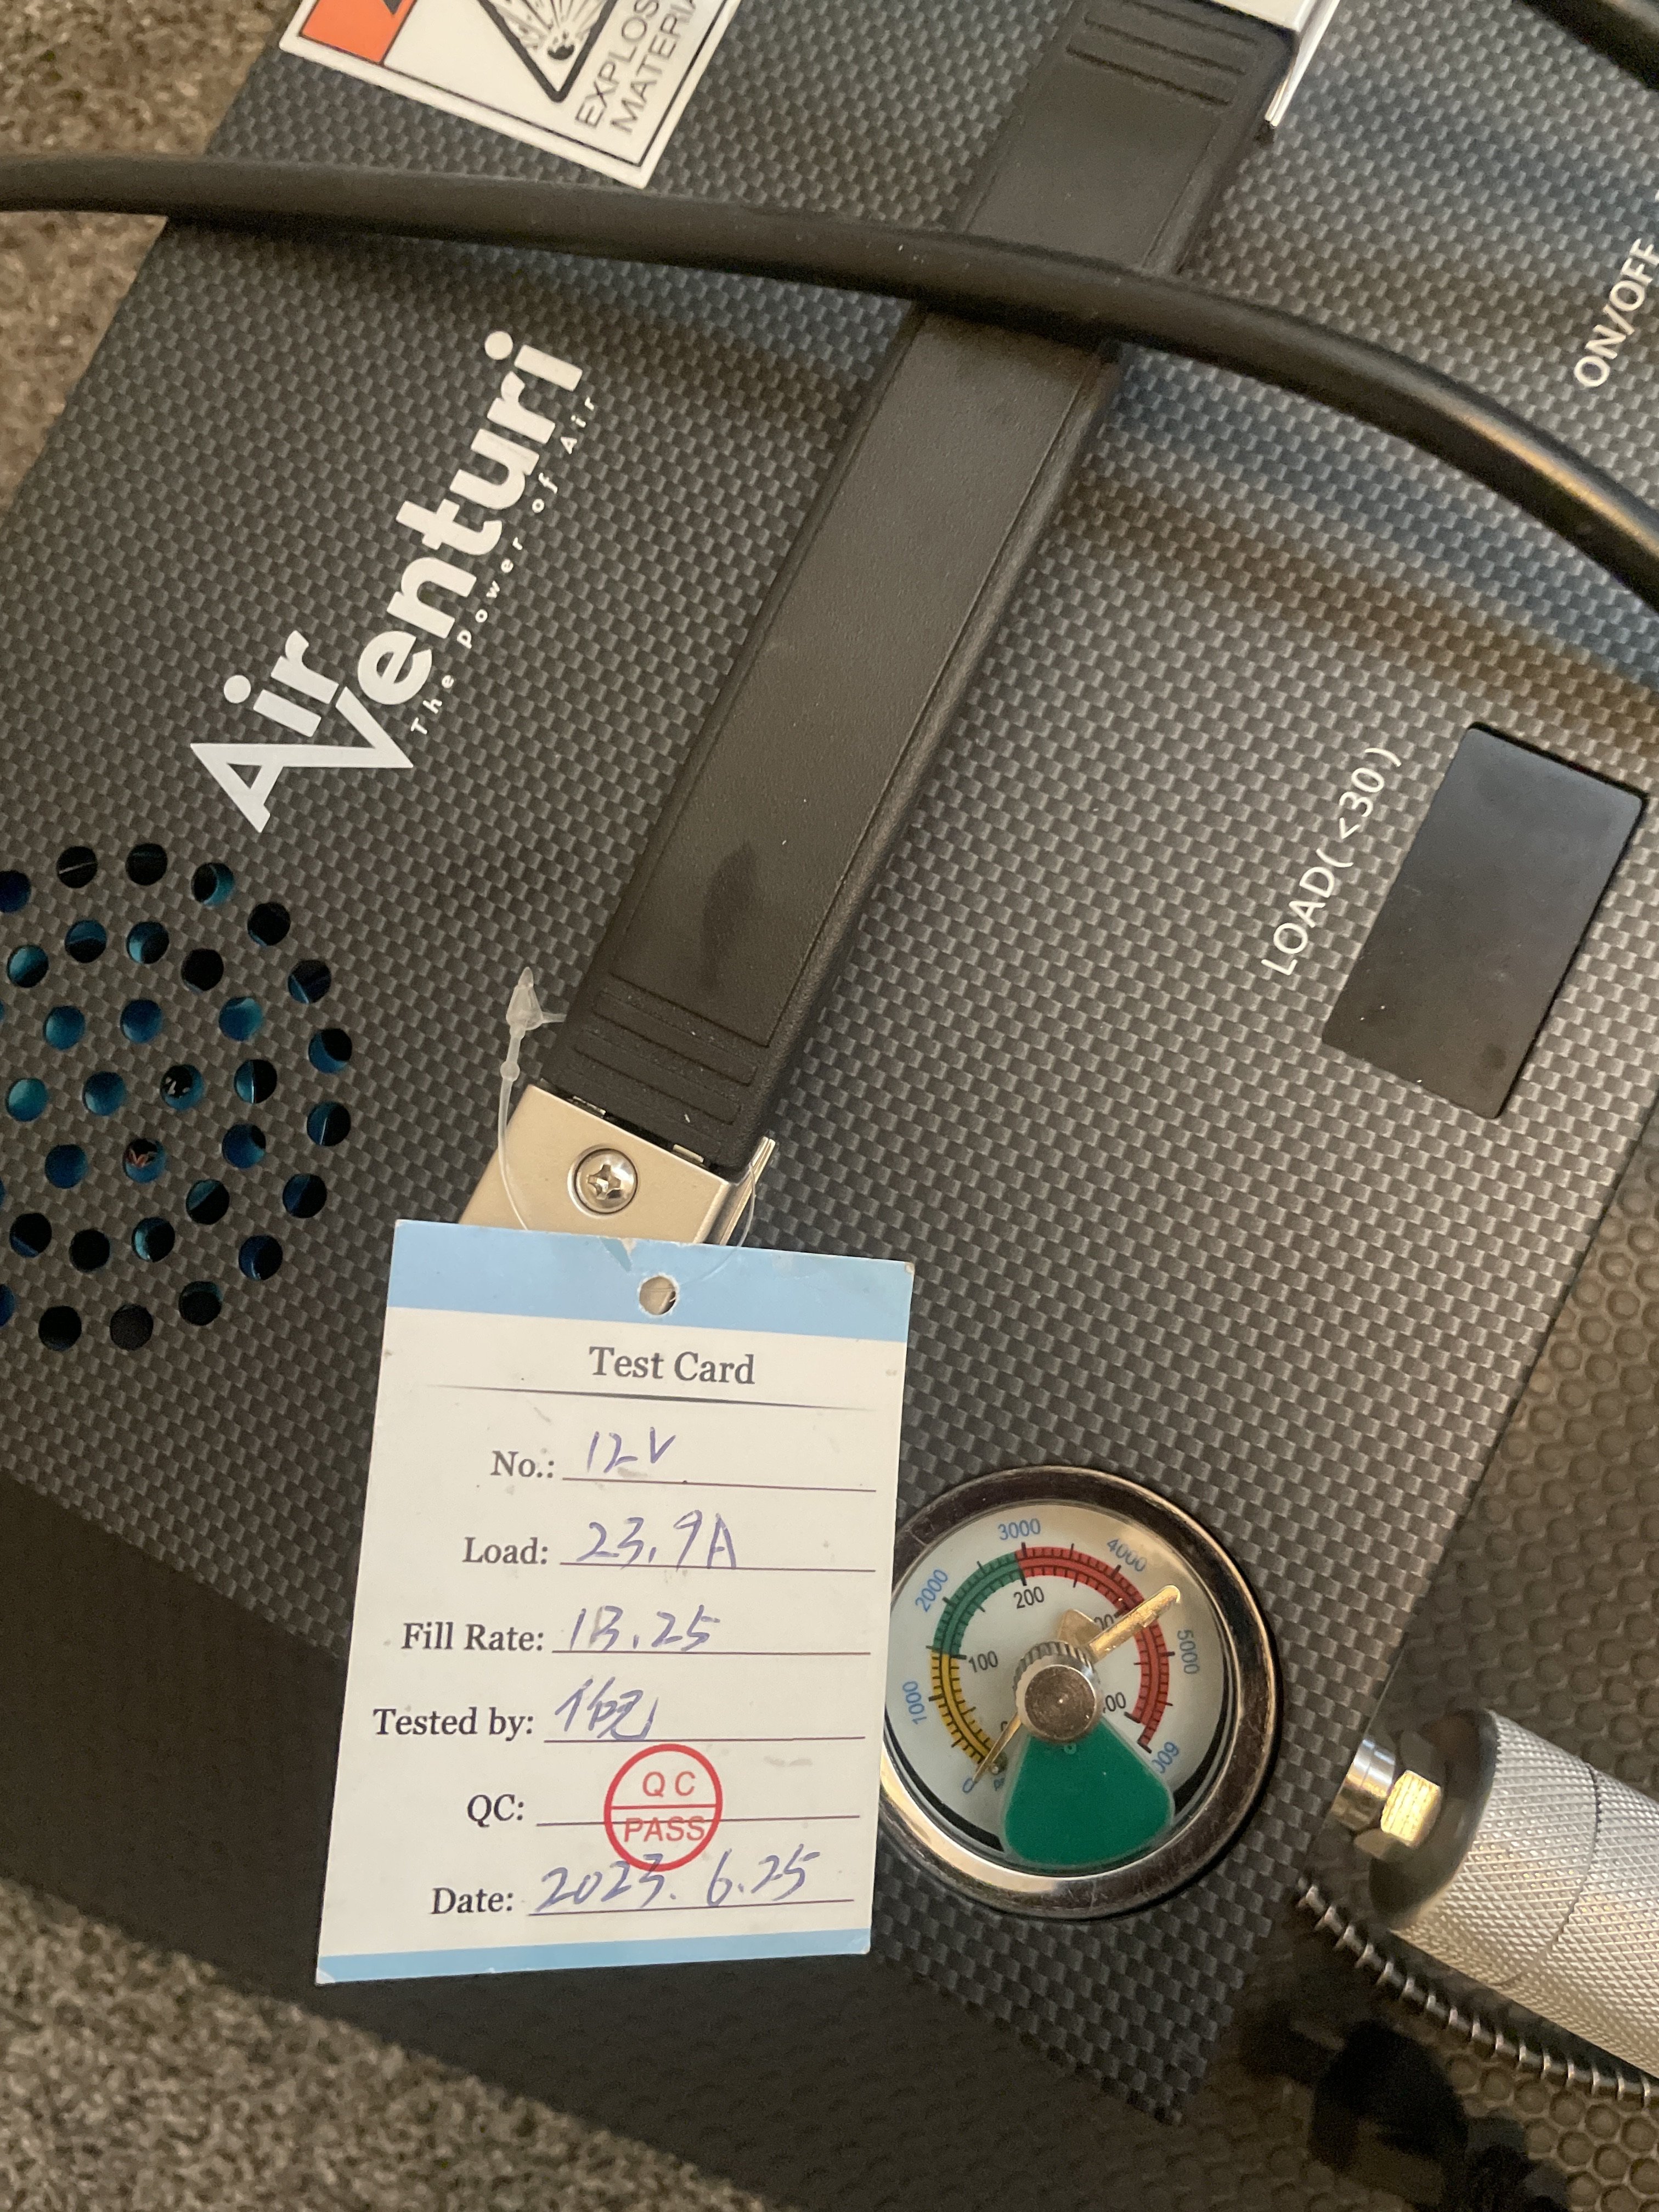 EXPLOS
MATERIA
Air
Venturi
The Power of Air
ON/OFF
LOAD(<30)
Test Card
No.: 12V
Load: 23.9A
Fill Rate: 13.25
Tested by:
QC: QC
PASS
Date: 2023.6.25
0
1000
2000
3000
4000
5000
100
200